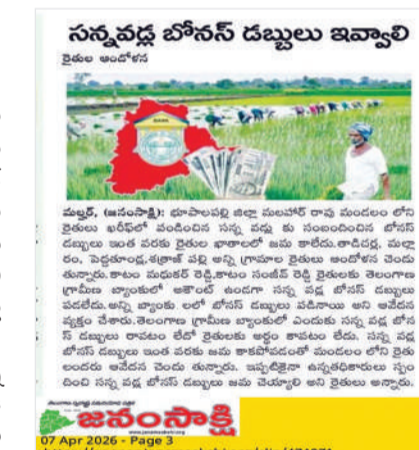 సన్నవడ్ల బోనస్ డబ్బులు ఇవ్వాలి
రైతుల ఆందోళన
BANK
మల్హర్, (జనంసాక్షి): భూపాలపల్లి జిల్లా మలహార్ రావు మండలం లోని
రైతులు ఖరీఫ్‌లో పండించిన సన్న వడ్లు కు సంబందించిన బోనస్
డబ్బులు ఇంత వరకు రైతుల ఖాతాలలో జమ కాలేదు.తాడిచర్ల, మల్లా
రం, పెద్దతూండ్ల,శత్రాజ్ పల్లి అన్ని గ్రామాల రైతులు ఆందోళన చెందు
తున్నారు.కాటం మధుకర్ రెడ్డి,కాటం సంజీవ్ రెడ్డి రైతులకు తెలంగాణ
గ్రామీణ బ్యాంకులో అకౌంట్ ఉండగా సన్న వడ్ల బోనస్ డబ్బులు
పడలేదు.అన్ని బ్యాంకు లలో బోనస్ డబ్బులు పడినాయి అని ఆవేదన
వ్యక్తం చేశారు.తెలంగాణ గ్రామీణ బ్యాంకులో ఎందుకు సన్న వడ్ల బోన
స్ డబ్బులు రావటం లేదో రైతులకు అర్థం కావటం లేదు. సన్న వడ్ల
బోనస్ డబ్బులు ఇంత వరకు జమ కాకపోవడంతో మండలం లోని రైతు
లందరు ఆవేదన చెందు తున్నారు. ఇప్పటికైనా ఉన్నతధికారులు స్పం
దించి సన్న వడ్ల బోనస్ డబ్బులు జమ చెయ్యాలి అని రైతులు అన్నారు.
జనంసాక్షి
07 Apr 2026 - Page 3